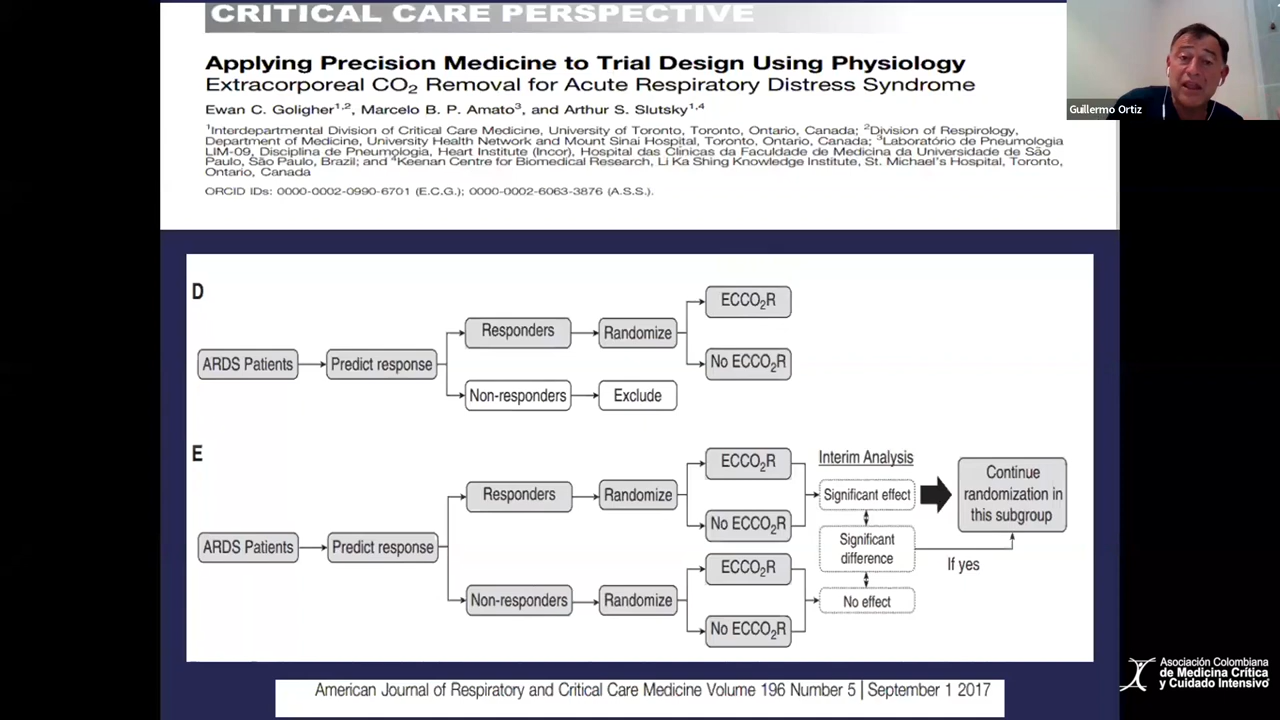 CRITICAL CARE PERSPECTIVE
Applying Precision Medicine to Trial Design Using Physiology
Extracorporeal CO₂ Removal for Acute Respiratory Distress Syndrome
Ewan C. Goligher¹,², Marcelo B. P. Amato³, and Arthur S. Slutsky¹,⁴
¹Interdepartmental Division of Critical Care Medicine, University of Toronto, Toronto, Ontario, Canada; ²Division of Respirology,
Department of Medicine, University Health Network and Mount Sinai Hospital, Toronto, Ontario, Canada; ³Laboratório de Pneumologia
LIM-09, Disciplina de Pneumologia, Heart Institute (Incor), Hospital das Clínicas da Faculdade de Medicina da Universidade de São
Paulo, São Paulo, Brazil; and ⁴Keenan Centre for Biomedical Research, Li Ka Shing Knowledge Institute, St. Michael's Hospital, Toronto,
Ontario, Canada
ORCID IDs: 0000-0002-0990-6701 (E.C.G.); 0000-0002-6063-3876 (A.S.S.).
Guillermo Ortiz
D
ARDS Patients
Predict response
Responders
Randomize
ECCO₂R
No ECCO₂R
Non-responders
Exclude
E
ARDS Patients
Predict response
Responders
Randomize
ECCO₂R
No ECCO₂R
Non-responders
Randomize
ECCO₂R
No ECCO₂R
Interim Analysis
Significant effect
Significant
difference
No effect
If yes
Continue
randomization in
this subgroup
American Journal of Respiratory and Critical Care Medicine Volume 196 Number 5 | September 1 2017
Asociación Colombiana
de Medicina Crítica
y Cuidado Intensivo